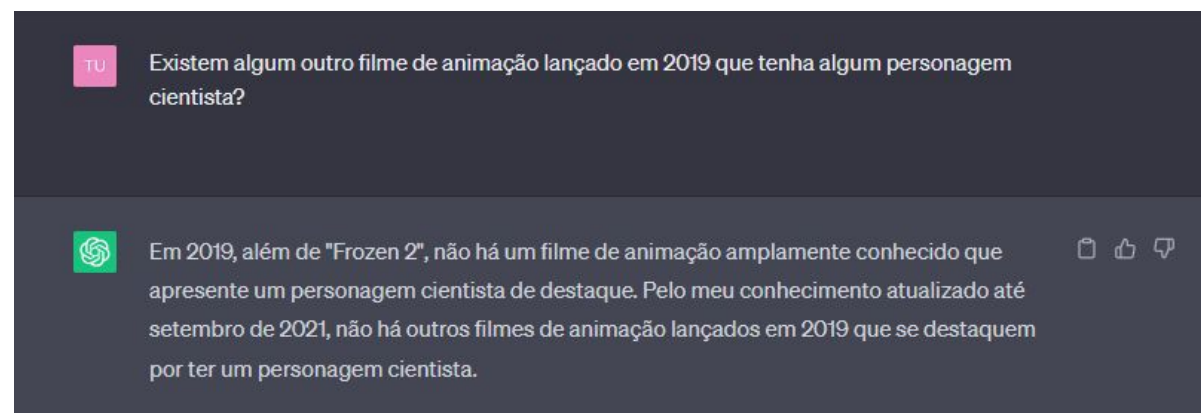 TU
Existem algum outro filme de animação lançado em 2019 que tenha algum personagem
cientista?
Em 2019, além de "Frozen 2", não há um filme de animação amplamente conhecido que
apresente um personagem cientista de destaque. Pelo meu conhecimento atualizado até
setembro de 2021, não há outros filmes de animação lançados em 2019 que se destaquem
por ter um personagem cientista.